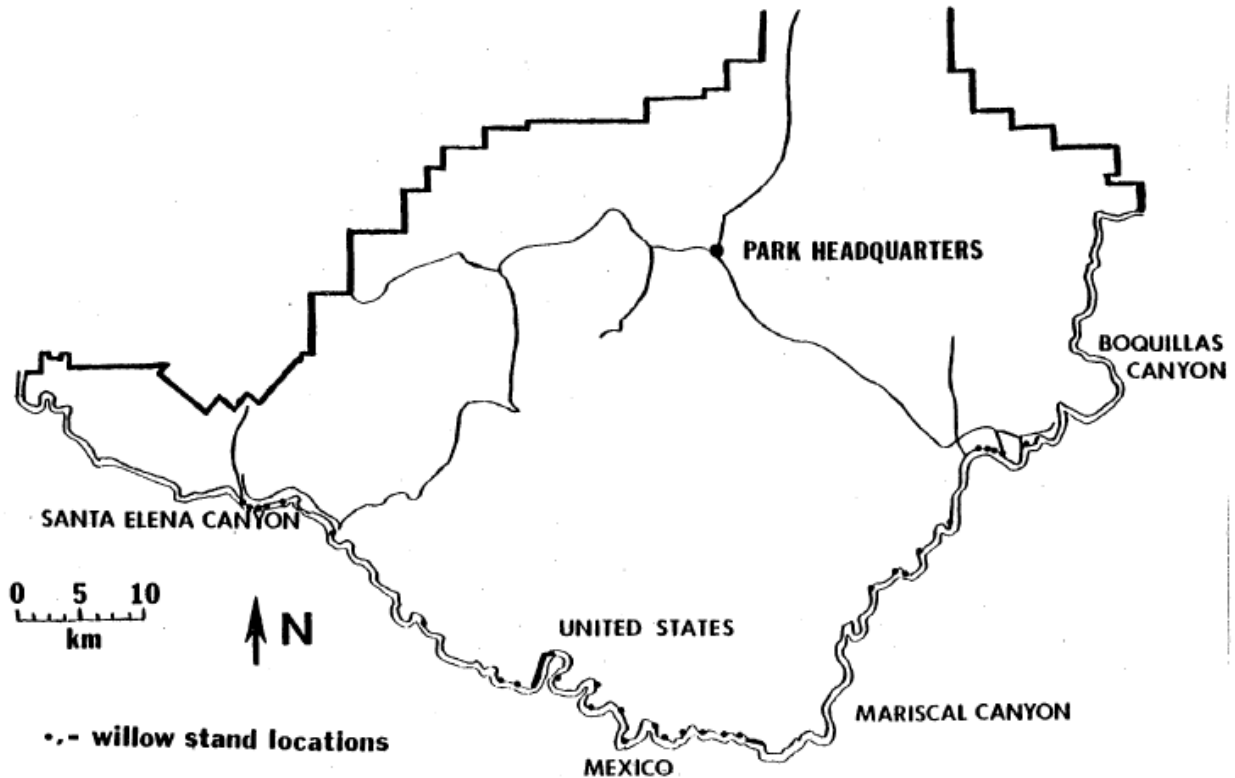 PARK HEADQUARTERS
BOQUILLAS
CANYON
SANTA ELENA CANYON
0 5 10
km
N
UNITED STATES
MARISCAL CANYON
•,- willow stand locations
MEXICO